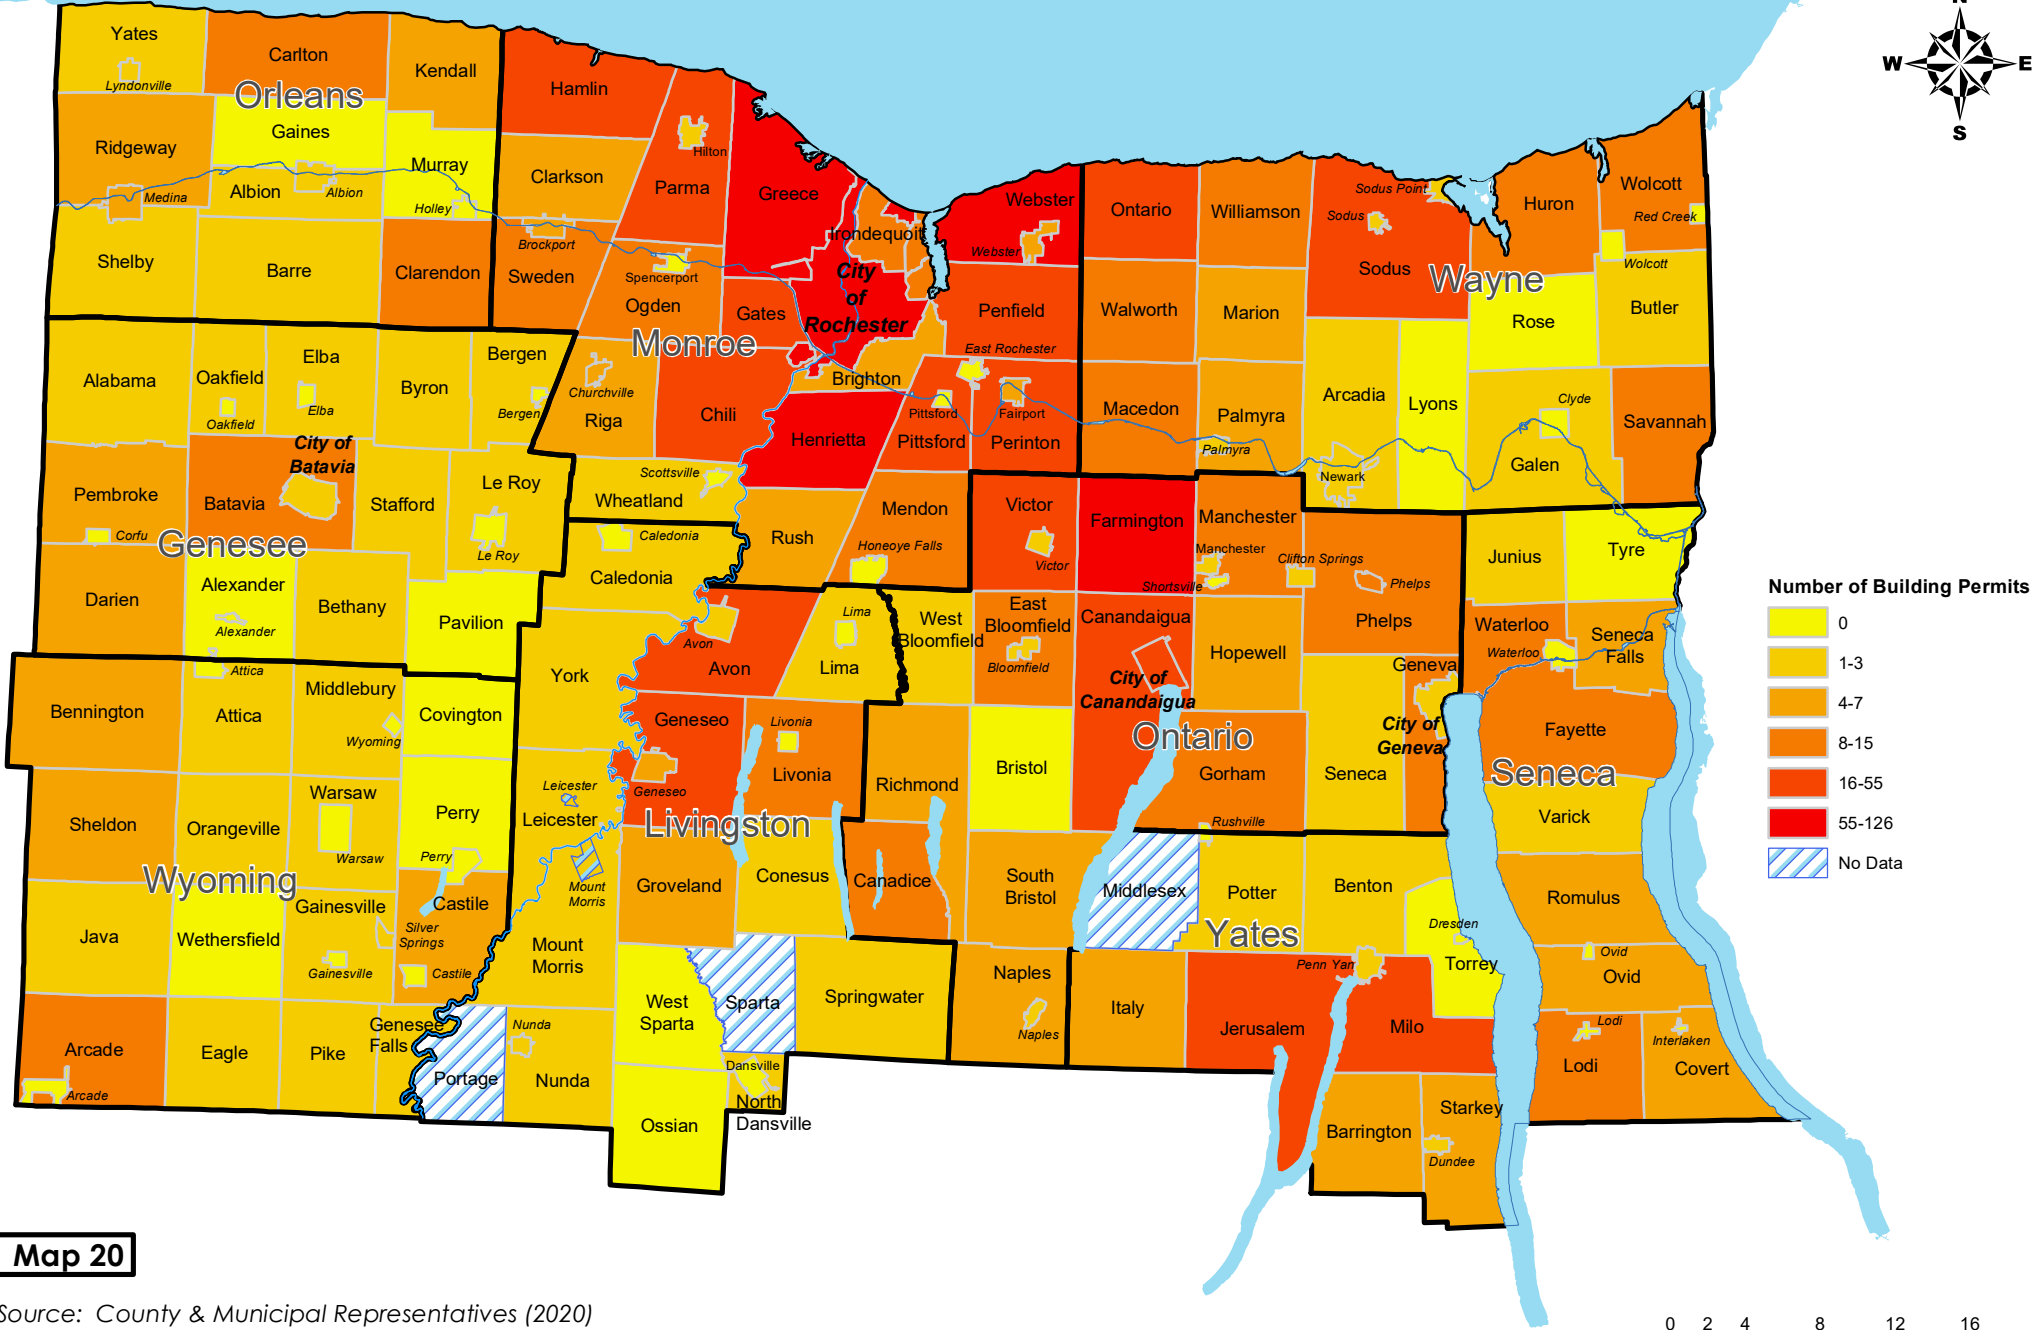 N
W
E
S
Yates
Lyndonville
Carlton
Kendall
Orleans
Gaines
Ridgeway
Murray
Medina
Albion
Albion
Holley
Shelby
Barre
Clarendon
Hamlin
Hilton
Clarkson
Parma
Greece
Brockport
Sweden
Spencerport
Ogden
Gates
Irondequoit
City
of
Rochester
Webster
Webster
Penfield
East Rochester
Monroe
Brighton
Churchville
Riga
Chili
Henrietta
Pittsford
Pittsford
Fairport
Perinton
Scottsville
Wheatland
Rush
Mendon
Honeoye Falls
Ontario
Williamson
Sodus Point
Sodus
Sodus
Huron
Wolcott
Red Creek
Wolcott
Wayne
Walworth
Marion
Rose
Butler
Macedon
Palmyra
Palmyra
Arcadia
Lyons
Clyde
Savannah
Newark
Galen
Alabama
Oakfield
Oakfield
Elba
Elba
Byron
Bergen
Bergen
City of
Batavia
Pembroke
Batavia
Stafford
Le Roy
Le Roy
Corfu
Genesee
Darien
Alexander
Alexander
Bethany
Pavilion
Caledonia
Caledonia
Victor
Victor
Farmington
Manchester
Manchester
Shortsville
Clifton Springs
Phelps
Phelps
Junius
Tyre
Avon
Avon
Lima
Lima
West
Bloomfield
East
Bloomfield
Bloomfield
Canandaigua
City of
Canandaigua
Hopewell
Geneva
City of
Geneva
Waterloo
Waterloo
Seneca
Falls
Attica
Bennington
Attica
Middlebury
Wyoming
Covington
York
Geneseo
Geneseo
Livonia
Livonia
Richmond
Bristol
Ontario
Gorham
Seneca
Fayette
Seneca
Varick
Sheldon
Orangeville
Warsaw
Warsaw
Perry
Perry
Leicester
Leicester
Livingston
Rushville
Wyoming
Groveland
Conesus
Canadice
South
Bristol
Middlesex
Potter
Benton
Romulus
Mount
Morris
Java
Wethersfield
Gainesville
Gainesville
Silver
Springs
Castile
Castile
Mount
Morris
Yates
Dresden
Torrey
Ovid
Ovid
West
Sparta
Sparta
Springwater
Naples
Naples
Italy
Penn Yan
Jerusalem
Milo
Lodi
Lodi
Interlaken
Covert
Arcade
Arcade
Eagle
Pike
Genesee
Falls
Portage
Nunda
Nunda
Dansville
North
Dansville
Ossian
Barrington
Starkey
Dundee
Number of Building Permits
0
1-3
4-7
8-15
16-55
55-126
No Data
Map 20
Source: County & Municipal Representatives (2020)
0 2 4 8 12 16